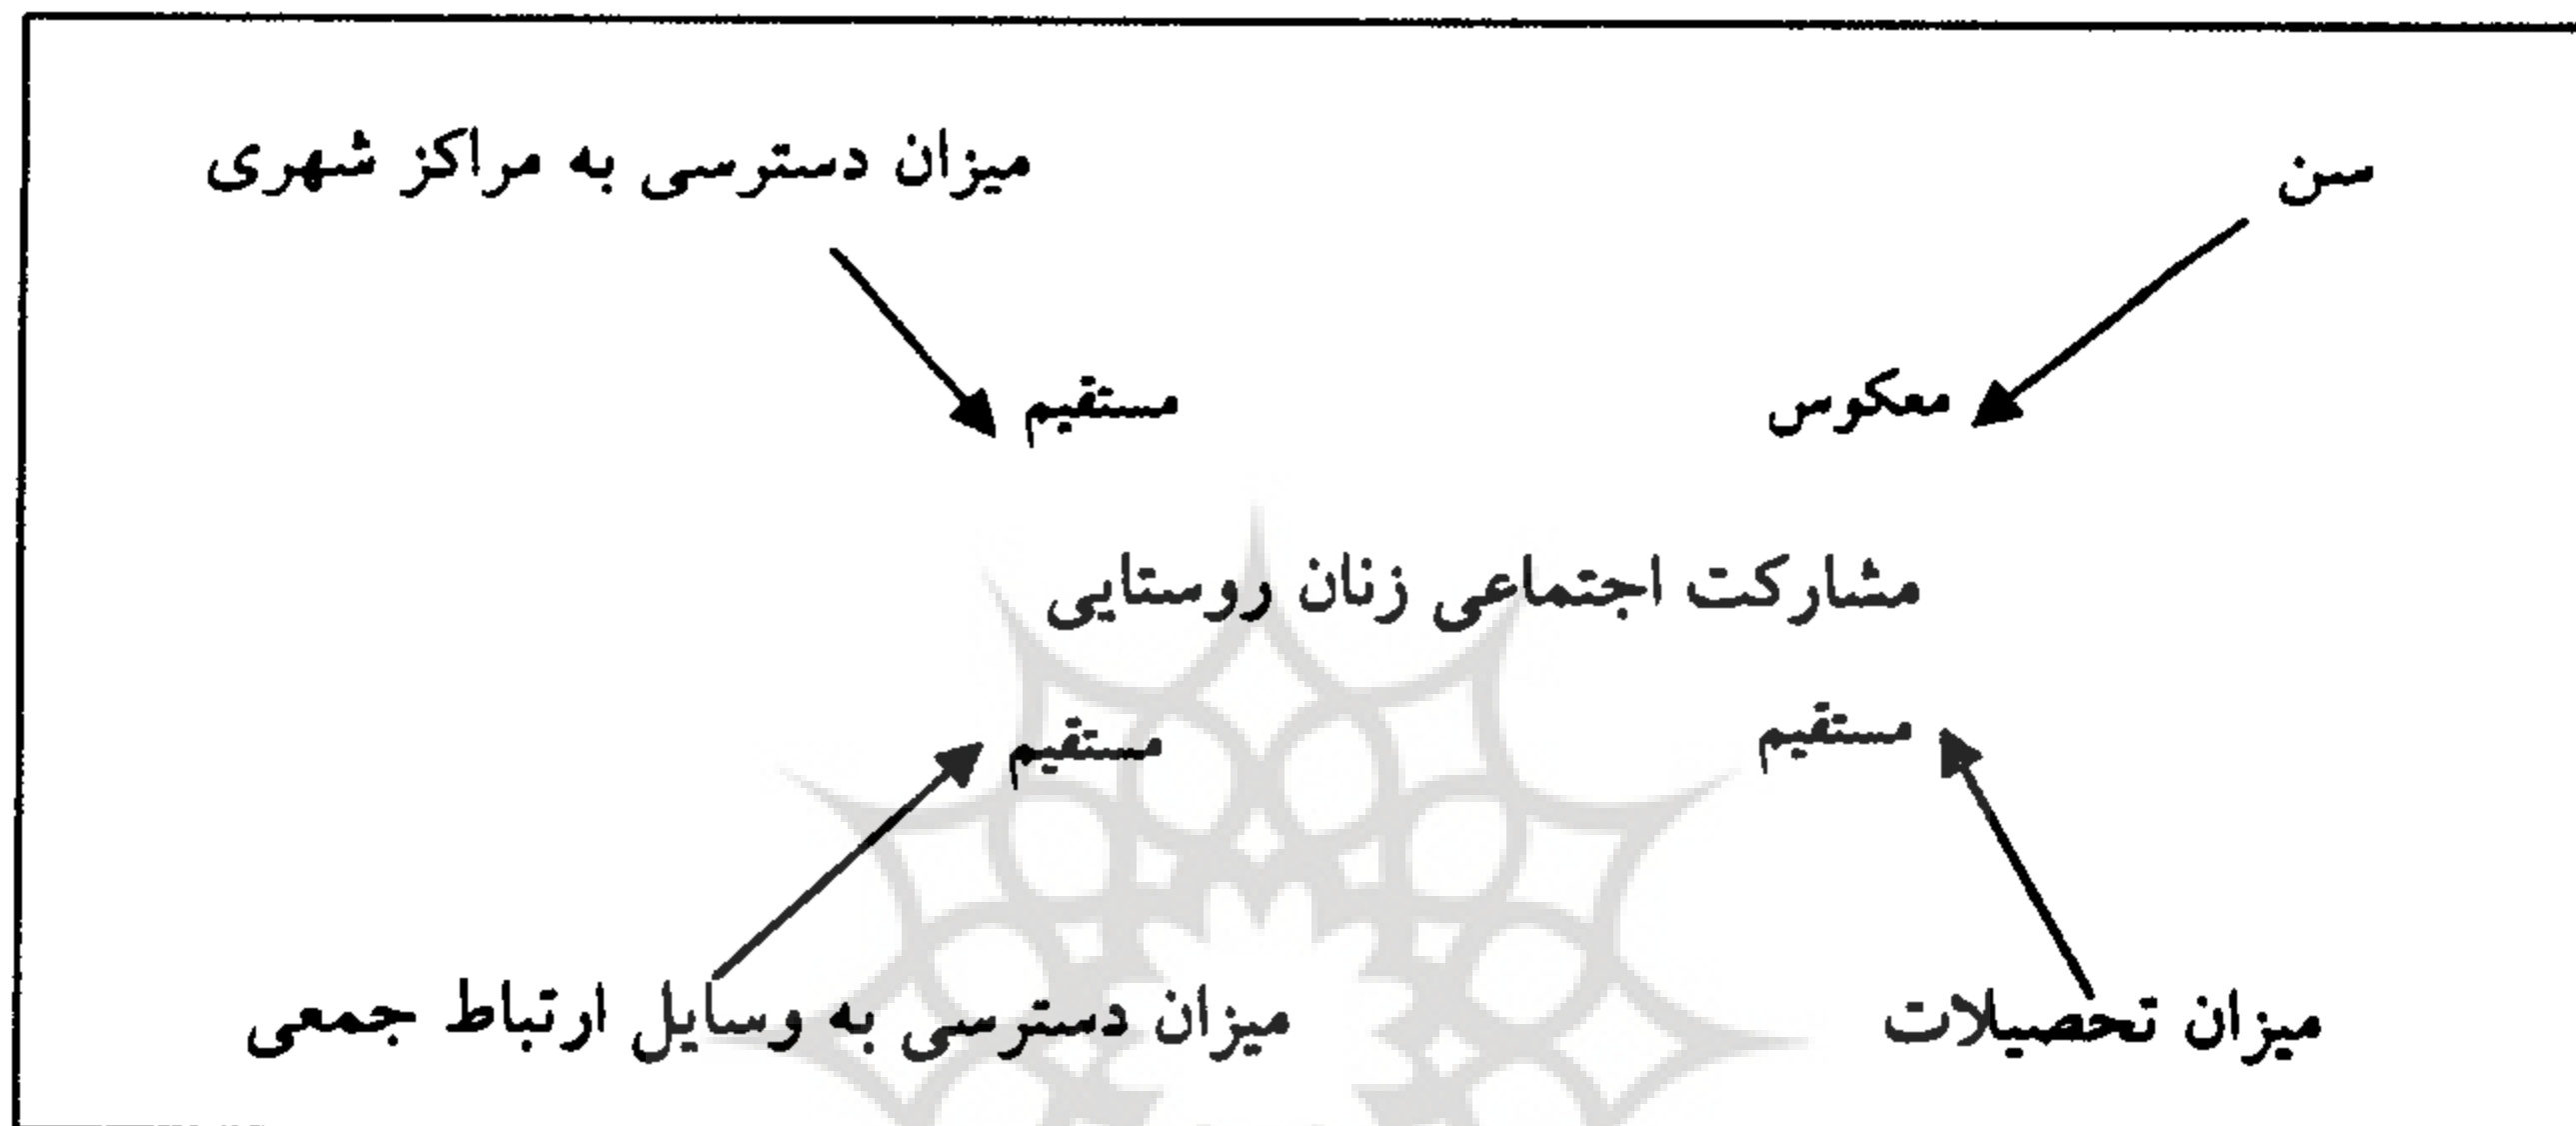 سن
میزان دسترسی به مراکز شهری
معکوس
مستقیم
مشارکت اجتماعی زنان روستایی
مستقیم
مستقیم
میزان تحصیلات
میزان دسترسی به وسایل ارتباط جمعی